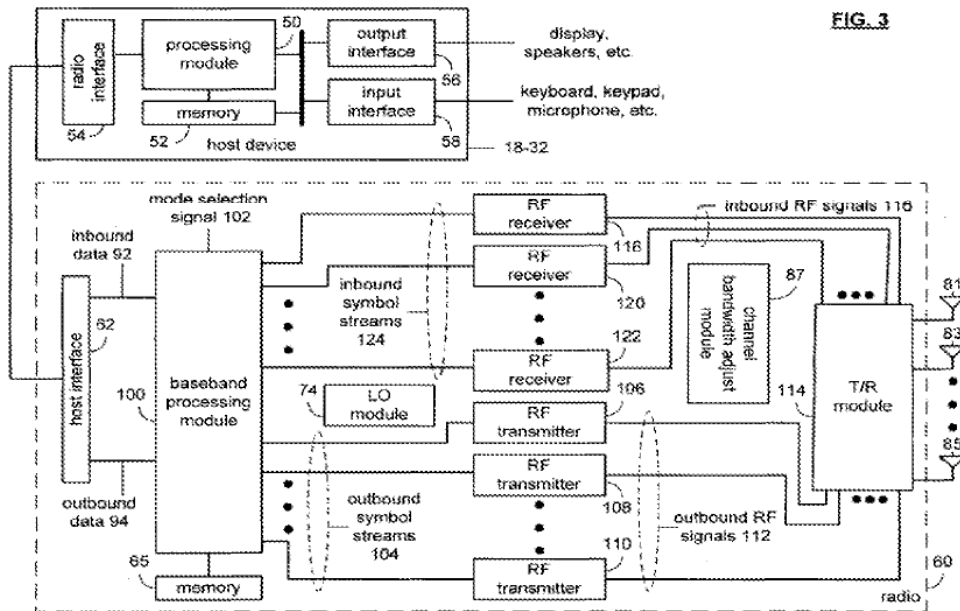 FIG. 3
radio interface
54
processing module
50
memory
52
output interface
56
input interface
58
display, speakers, etc.
keyboard, keypad, microphone, etc.
host device
18-32
mode selection signal 102
inbound data 92
host interface
62
100
baseband processing module
outbound data 94
65
memory
inbound symbol streams 124
74
LO module
outbound symbol streams 104
RF receiver
116
RF receiver
120
122
RF receiver
106
RF transmitter
RF transmitter
108
110
RF transmitter
inbound RF signals 116
87
channel bandwidth adjust module
114
T/R module
outbound RF signals 112
81
83
85
60
radio